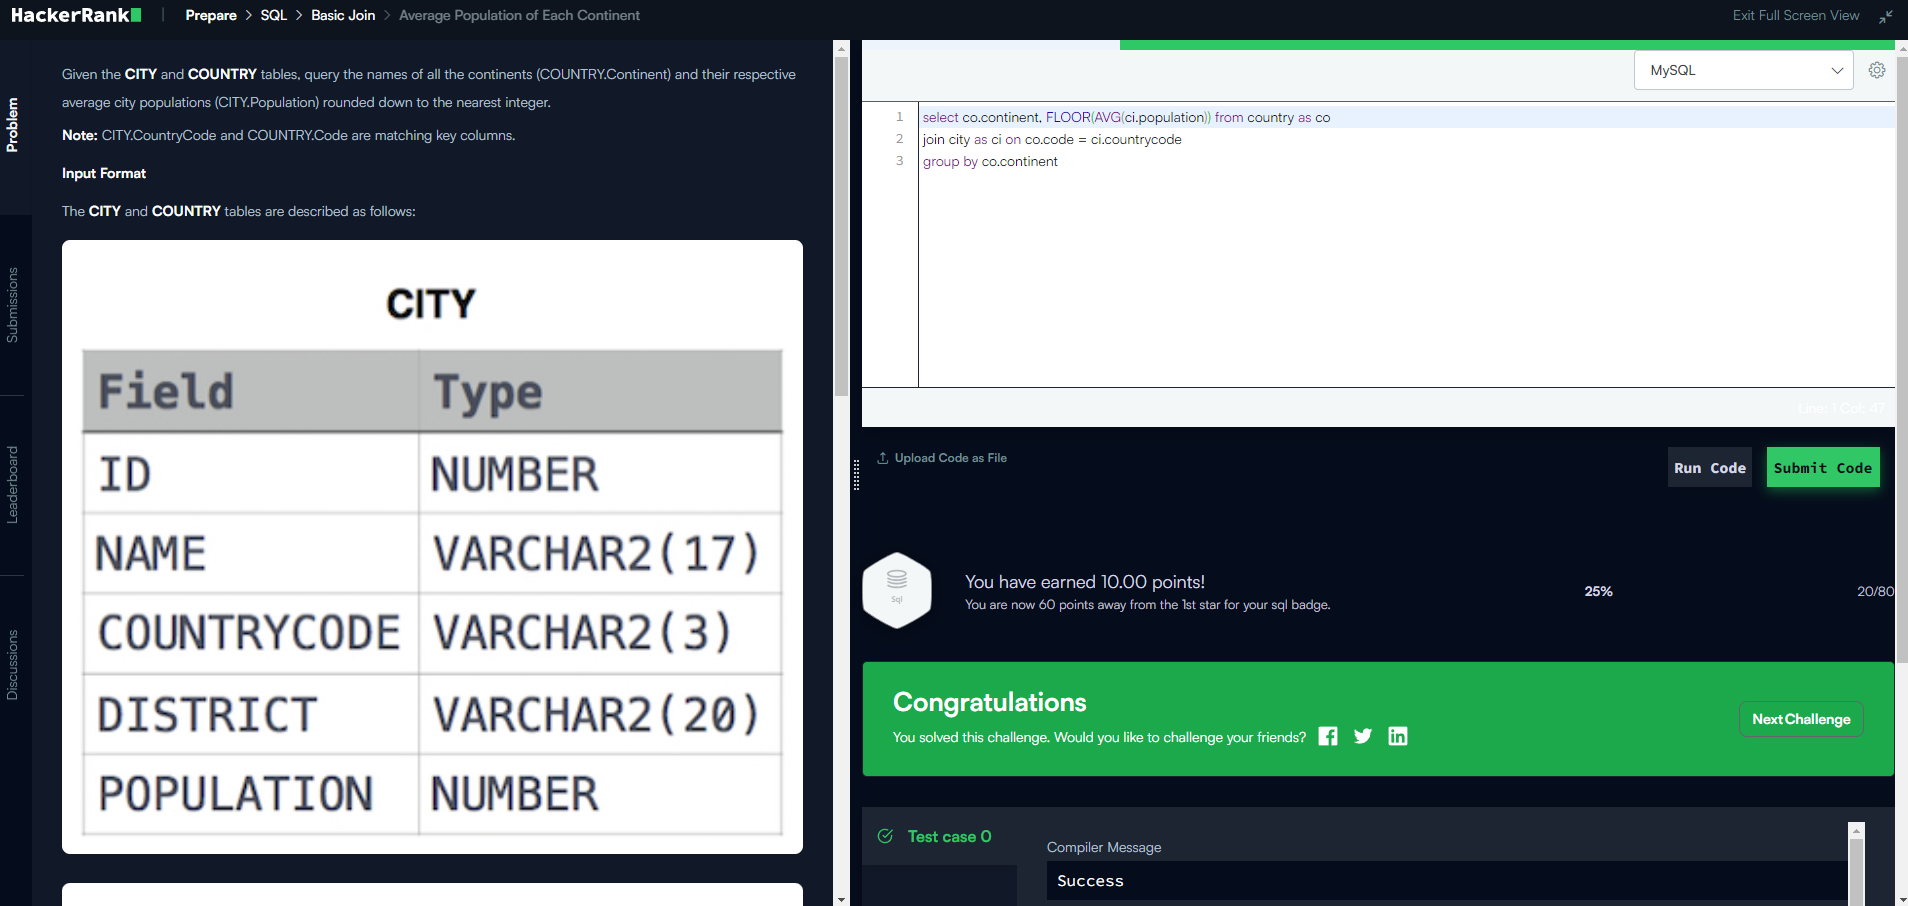 HackerRank
Prepare > SQL > Basic Join > Average Population of Each Continent
Exit Full Screen View
Problem
Submissions
Leaderboard
Discussions
Given the CITY and COUNTRY tables, query the names of all the continents (COUNTRY.Continent) and their respective
average city populations (CITY.Population) rounded down to the nearest integer.
Note: CITY.CountryCode and COUNTRY.Code are matching key columns.
Input Format
The CITY and COUNTRY tables are described as follows:
CITY
Field Type
ID NUMBER
NAME VARCHAR2(17)
COUNTRYCODE VARCHAR2(3)
DISTRICT VARCHAR2(20)
POPULATION NUMBER
MySQL
1 select co.continent, FLOOR(AVG(ci.population)) from country as co
2 join city as ci on co.code = ci.countrycode
3 group by co.continent
Line: 1 Col: 47
Upload Code as File
Run Code
Submit Code
Sql
You have earned 10.00 points!
You are now 60 points away from the 1st star for your sql badge.
25%
20/80
Congratulations
You solved this challenge. Would you like to challenge your friends?
Next Challenge
Test case 0
Compiler Message
Success